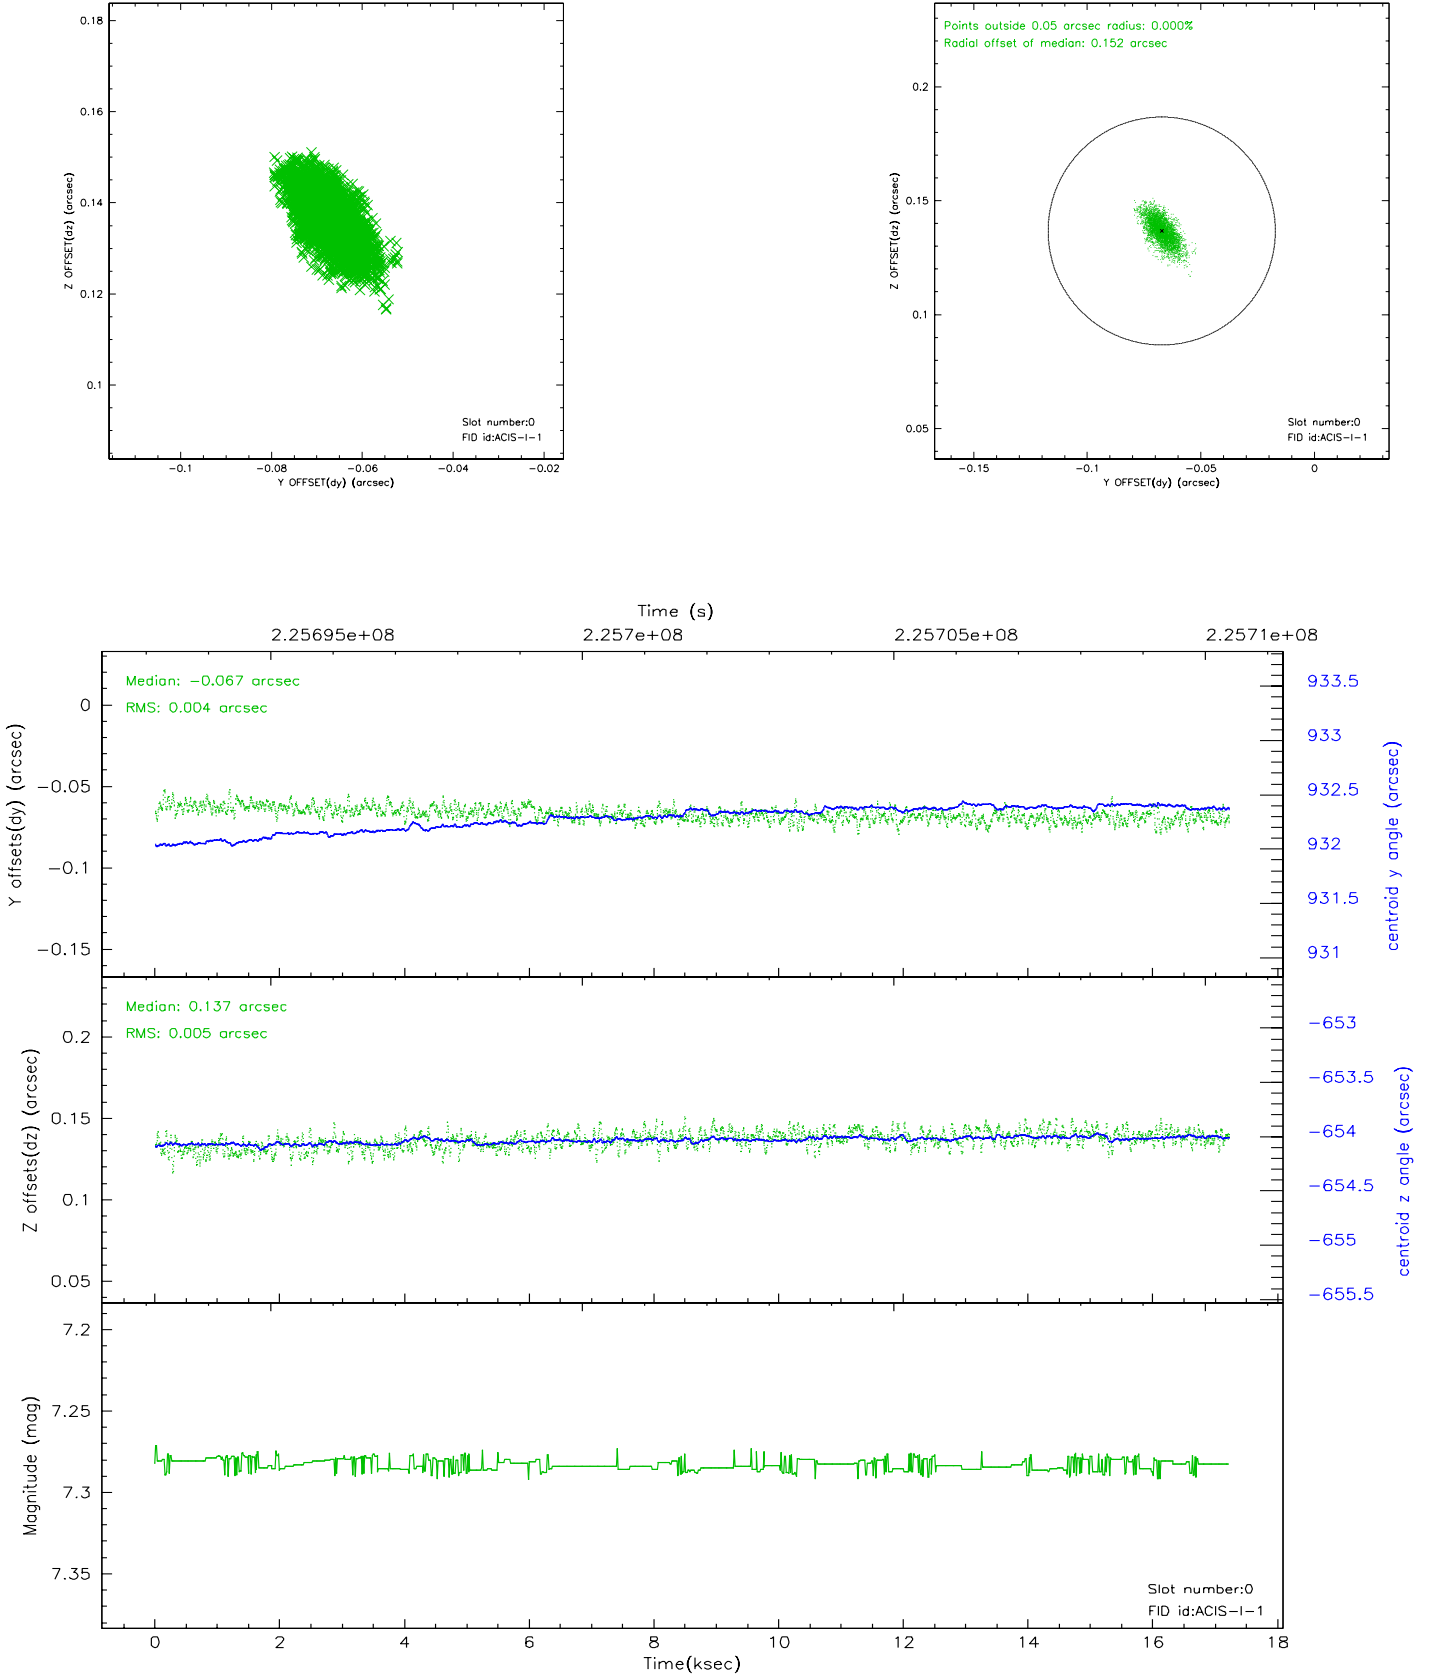 0.18
0.16
0.14
0.12
0.1
Z OFFSET(dz) (arcsec)
Slot number:0
FID id:ACIS-I-1
-0.1
-0.08
-0.06
-0.04
-0.02
Y OFFSET(dy) (arcsec)
Points outside 0.05 arcsec radius: 0.000%
Radial offset of median: 0.152 arcsec
0.2
0.15
0.1
0.05
Z OFFSET(dz) (arcsec)
Slot number:0
FID id:ACIS-I-1
-0.15
-0.1
-0.05
0
Y OFFSET(dy) (arcsec)
Time (s)
2.25695e+08
2.257e+08
2.25705e+08
2.2571e+08
Median: -0.067 arcsec
RMS: 0.004 arcsec
0
-0.05
-0.1
-0.15
Y offsets(dy) (arcsec)
933.5
933
932.5
932
931.5
931
centroid y angle (arcsec)
Median: 0.137 arcsec
RMS: 0.005 arcsec
0.2
0.15
0.1
0.05
Z offsets(dz) (arcsec)
-653
-653.5
-654
-654.5
-655
-655.5
centroid z angle (arcsec)
7.2
7.25
7.3
7.35
Magnitude (mag)
Slot number:0
FID id:ACIS-I-1
0
2
4
6
8
10
12
14
16
18
Time(ksec)